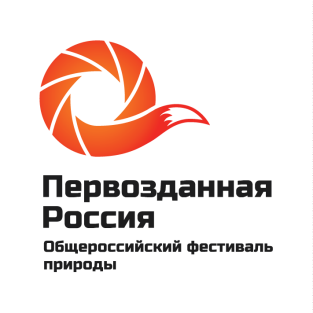 Первозданная
Россия
Общероссийский фестиваль
природы